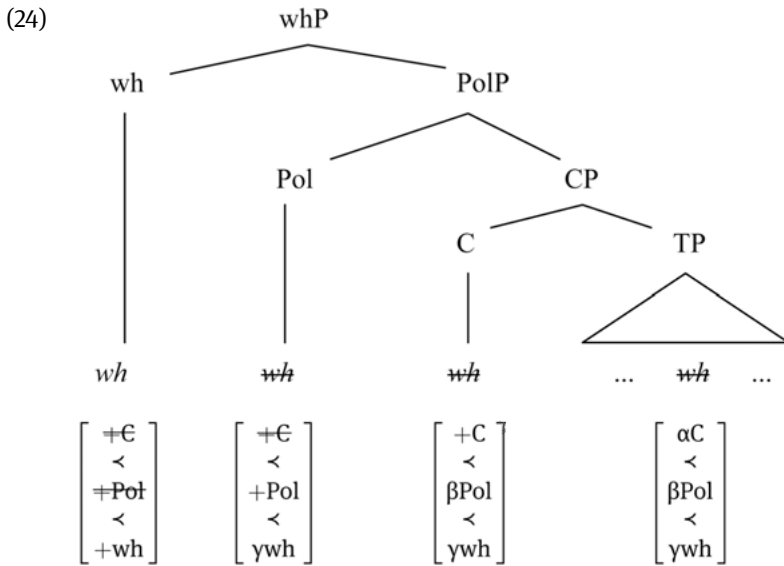 (24)
whP
wh PolP
Pol CP
C TP
wh wh wh ... wh ...
+C +C +C αC
≺ ≺ ≺ ≺
+Pol +Pol βPol βPol
≺ ≺ ≺ ≺
+wh γwh γwh γwh